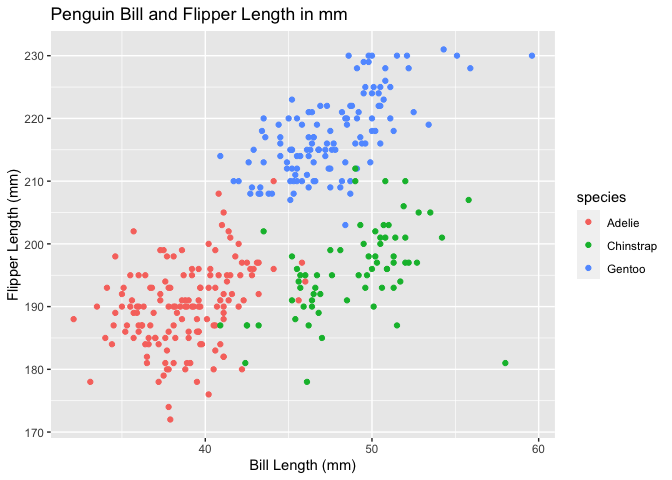 Penguin Bill and Flipper Length in mm
230
220
210
200
190
180
170
Flipper Length (mm)
40
50
60
Bill Length (mm)
species
Adelie
Chinstrap
Gentoo